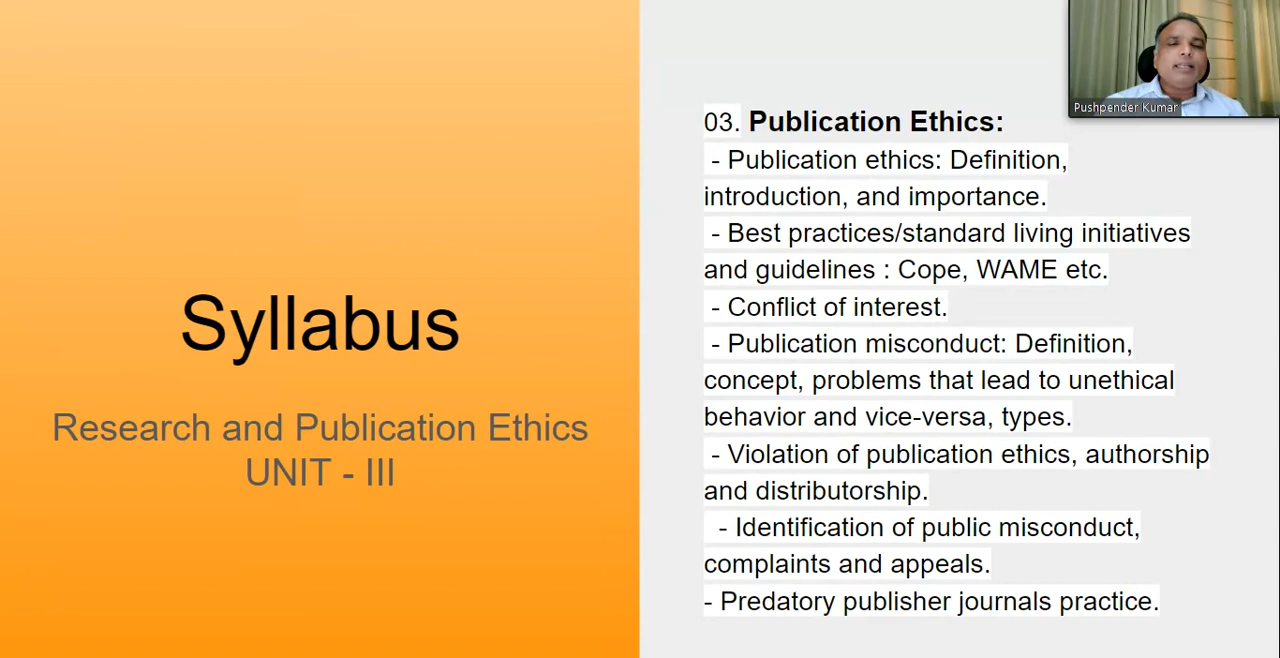 Syllabus
Research and Publication Ethics
UNIT - III
03. Publication Ethics:
- Publication ethics: Definition,
introduction, and importance.
- Best practices/standard living initiatives
and guidelines : Cope, WAME etc.
- Conflict of interest.
- Publication misconduct: Definition,
concept, problems that lead to unethical
behavior and vice-versa, types.
- Violation of publication ethics, authorship
and distributorship.
- Identification of public misconduct,
complaints and appeals.
- Predatory publisher journals practice.
Pushpender Kumar